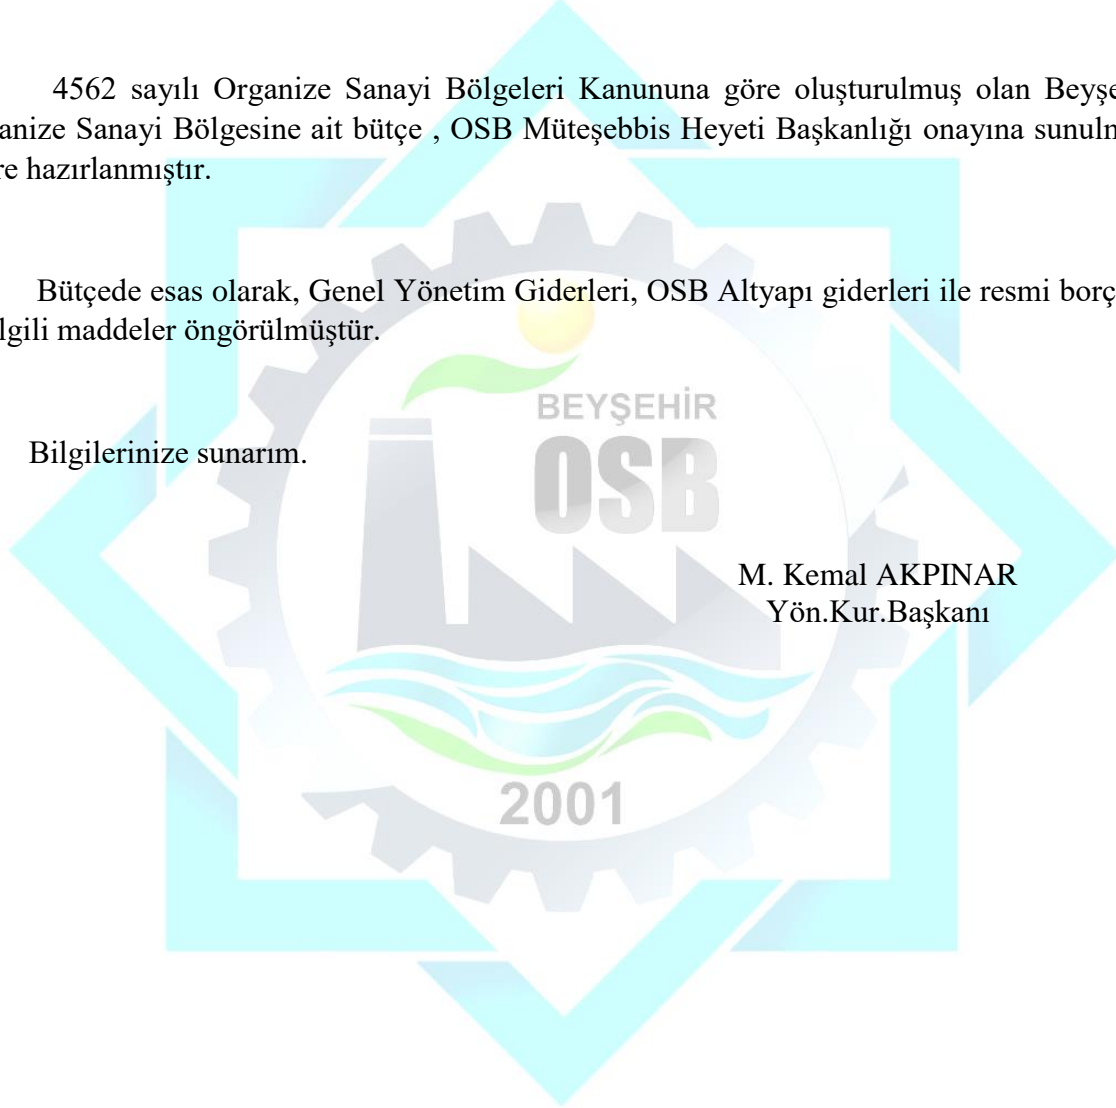 4562 sayılı Organize Sanayi Bölgeleri Kanununa göre oluşturulmuş olan Beyşe
anize Sanayi Bölgesine ait bütçe , OSB Müteşebbis Heyeti Başkanlığı onayına sunulm
re hazırlanmıştır.
Bütçede esas olarak, Genel Yönetim Giderleri, OSB Altyapı giderleri ile resmi borç
lgili maddeler öngörülmüştür.
BEYŞEHİR
OSB
Bilgilerinize sunarım.
M. Kemal AKPINAR
Yön.Kur.Başkanı
2001